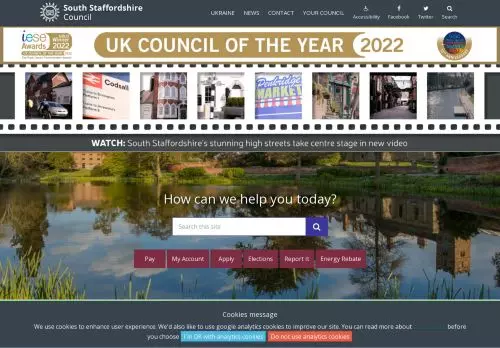 South Staffordshire
Council
UKRAINE NEWS CONTACT YOUR COUNCIL
Accessibility Facebook Twitter Search
iese
Awards 2022
GOLD
Winner
UK COUNCIL OF THE YEAR 2022
Codsall
Penkridge
MARKET
WATCH: South Staffordshire's stunning high streets take centre stage in new video
How can we help you today?
Search this site
Pay My Account Apply Elections Report it Energy Rebate
Cookies message
We use cookies to enhance user experience. We'd also like to use google analytics cookies to improve our site. You can read more about before
you choose I'm OK with analytics cookies Do not use analytics cookies